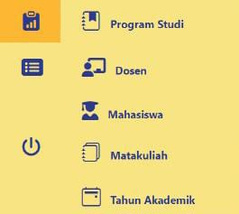 Program Studi
Dosen
Mahasiswa
Matakuliah
Tahun Akademik